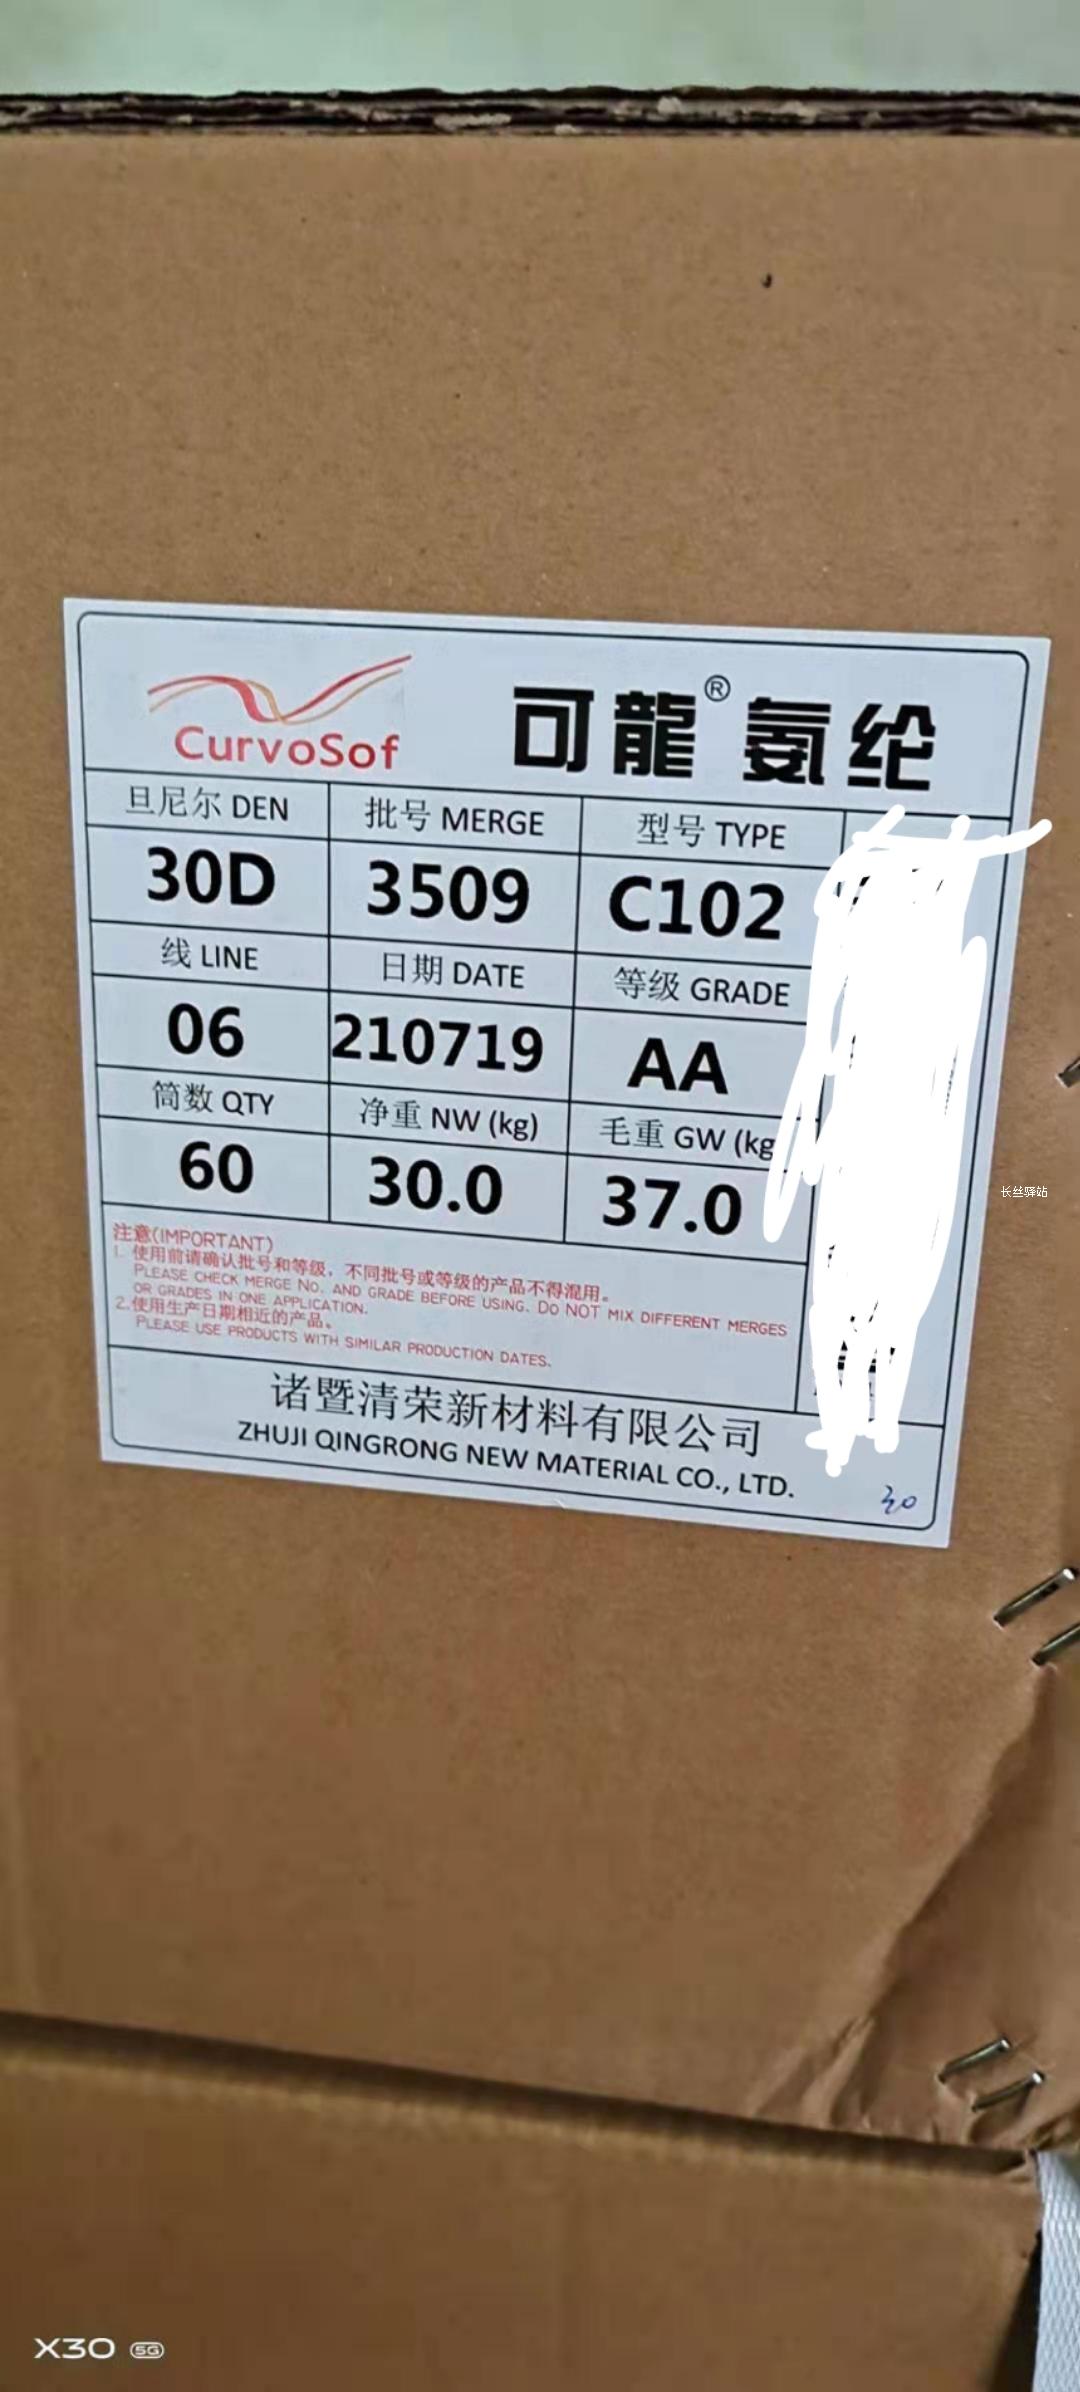 CurvoSof
可龍® 氨纶
旦尼尔 DEN 批号 MERGE 型号 TYPE
30D 3509 C102
线 LINE 日期 DATE 等级 GRADE
06 210719 AA
筒数 QTY 净重 NW (kg) 毛重 GW (kg
60 30.0 37.0
注意(IMPORTANT)
1. 使用前请确认批号和等级，不同批号或等级的产品不得混用。
PLEASE CHECK MERGE NO. AND GRADE BEFORE USING. DO NOT MIX DIFFERENT MERGES
OR GRADES IN ONE APPLICATION.
2.使用生产日期相近的产品。
PLEASE USE PRODUCTS WITH SIMILAR PRODUCTION DATES.
诸暨清荣新材料有限公司
ZHUJI QINGRONG NEW MATERIAL CO., LTD.
30
长丝驿站
X30 5G